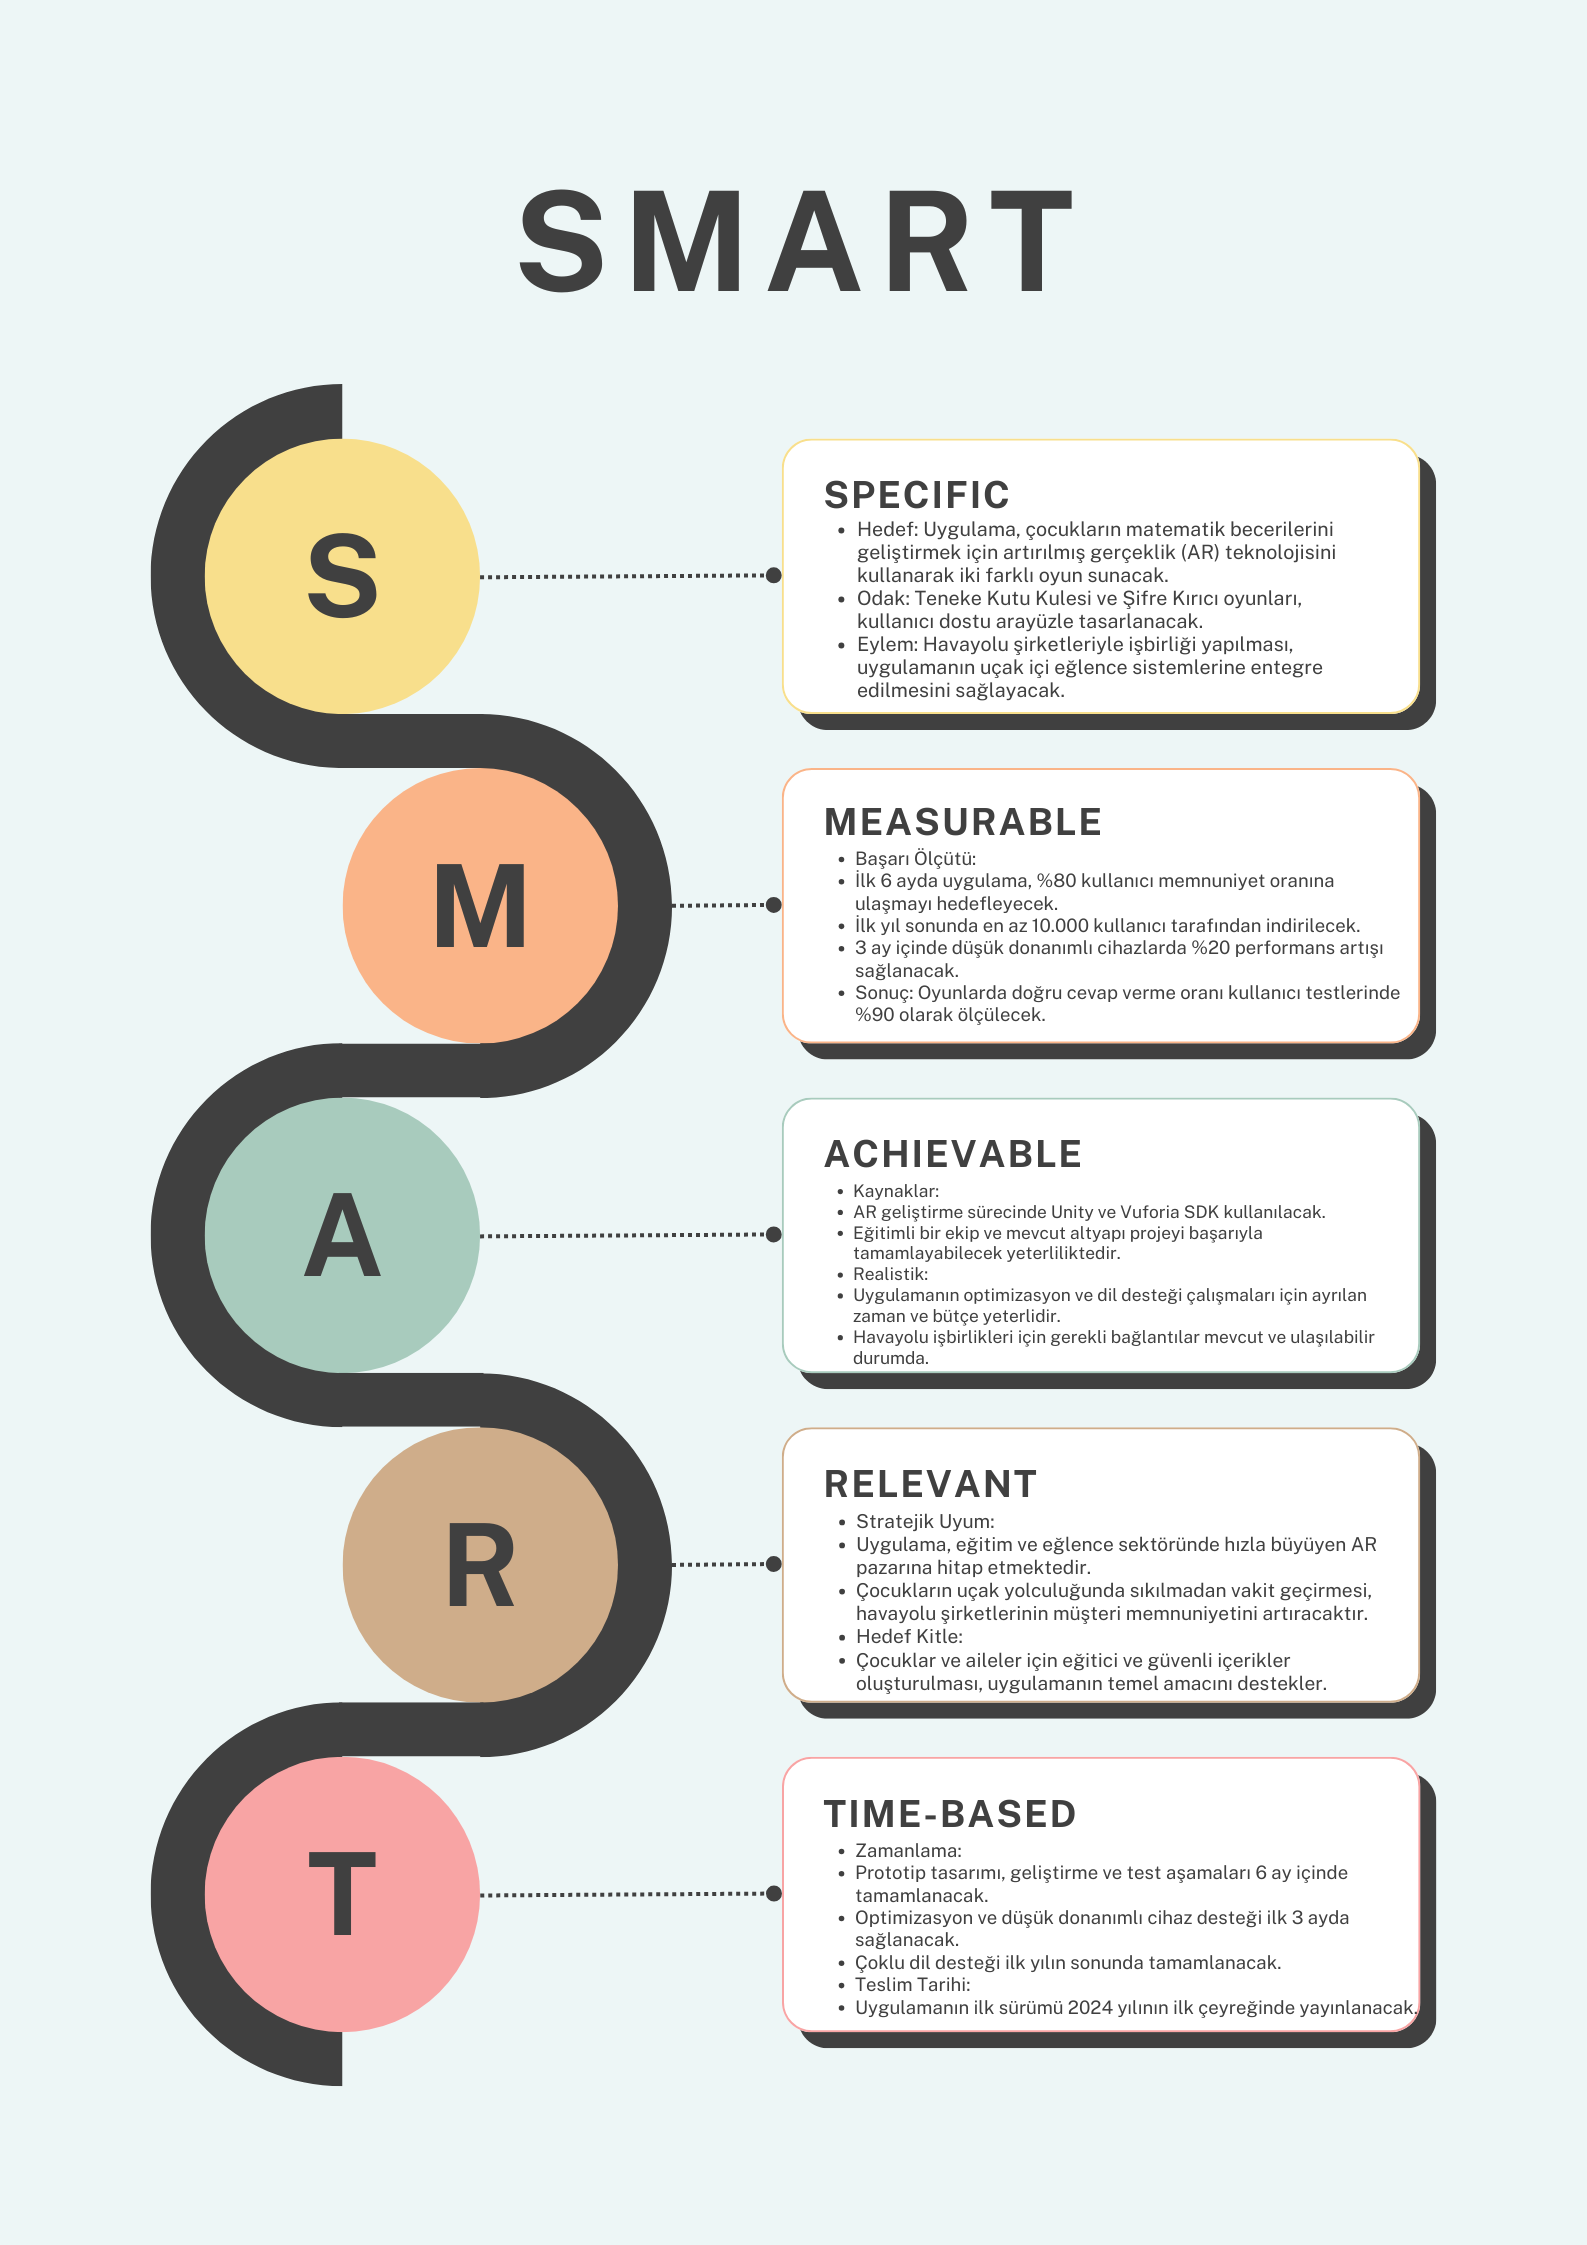 SMART
S
SPECIFIC
• Hedef: Uygulama, çocukların matematik becerilerini
geliştirmek için artırılmış gerçeklik (AR) teknolojisini
kullanarak iki farklı oyun sunacak.
• Odak: Teneke Kutu Kulesi ve Şifre Kırıcı oyunları,
kullanıcı dostu arayüzle tasarlanacak.
• Eylem: Havayolu şirketleriyle işbirliği yapılması,
uygulamanın uçak içi eğlence sistemlerine entegre
edilmesini sağlayacak.
M
MEASURABLE
• Başarı Ölçütü:
• İlk 6 ayda uygulama, %80 kullanıcı memnuniyet oranına
ulaşmayı hedefleyecek.
• İlk yıl sonunda en az 10.000 kullanıcı tarafından indirilecek.
• 3 ay içinde düşük donanımlı cihazlarda %20 performans artışı
sağlanacak.
• Sonuç: Oyunlarda doğru cevap verme oranı kullanıcı testlerinde
%90 olarak ölçülecek.
A
ACHIEVABLE
• Kaynaklar:
• AR geliştirme sürecinde Unity ve Vuforia SDK kullanılacak.
• Eğitimli bir ekip ve mevcut altyapı projeyi başarıyla
tamamlayabilecek yeterliliktedir.
• Realistik:
• Uygulamanın optimizasyon ve dil desteği çalışmaları için ayrılan
zaman ve bütçe yeterlidir.
• Havayolu işbirlikleri için gerekli bağlantılar mevcut ve ulaşılabilir
durumda.
R
RELEVANT
• Stratejik Uyum:
• Uygulama, eğitim ve eğlence sektöründe hızla büyüyen AR
pazarına hitap etmektedir.
• Çocukların uçak yolculuğunda sıkılmadan vakit geçirmesi,
havayolu şirketlerinin müşteri memnuniyetini artıracaktır.
• Hedef Kitle:
• Çocuklar ve aileler için eğitici ve güvenli içerikler
oluşturulması, uygulamanın temel amacını destekler.
T
TIME-BASED
• Zamanlama:
• Prototip tasarımı, geliştirme ve test aşamaları 6 ay içinde
tamamlanacak.
• Optimizasyon ve düşük donanımlı cihaz desteği ilk 3 ayda
sağlanacak.
• Çoklu dil desteği ilk yılın sonunda tamamlanacak.
• Teslim Tarihi:
• Uygulamanın ilk sürümü 2024 yılının ilk çeyreğinde yayınlanacak.